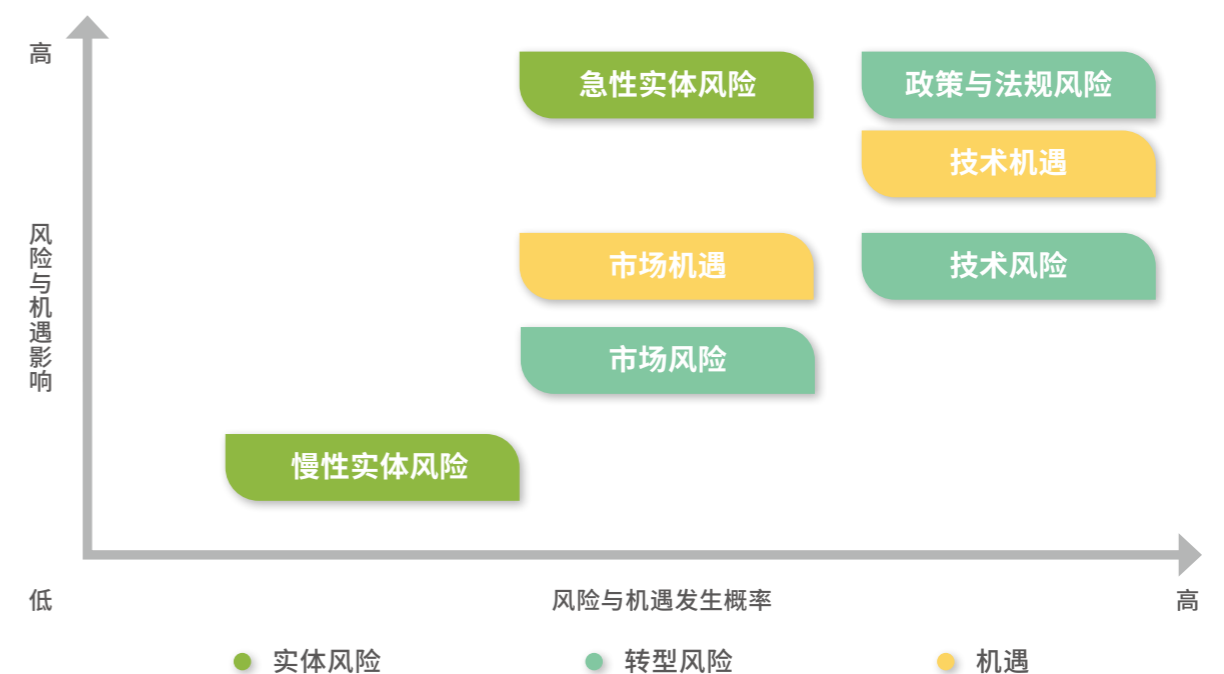 高
急性实体风险
政策与法规风险
技术机遇
风险与机遇影响
市场机遇
技术风险
市场风险
慢性实体风险
低
风险与机遇发生概率
高
实体风险
转型风险
机遇